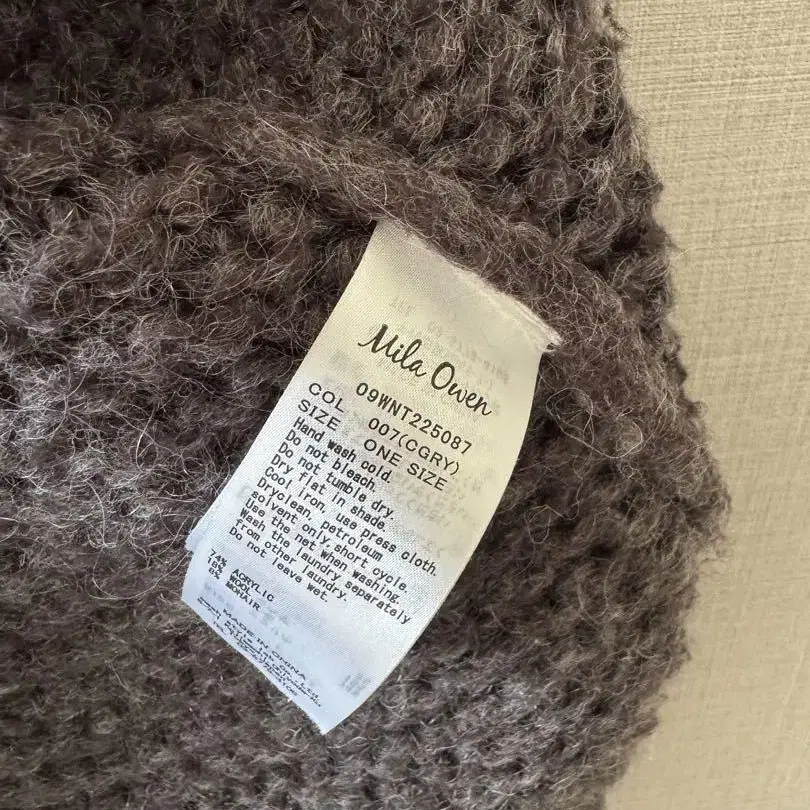 Mila Owen
09WNT225087
COL 007(CGRY)
SIZE ONE SIZE
Hand wash cold.
Do not bleach.
Do not tumble dry.
Dry flat in shade.
Cool iron, use press cloth.
Dryclean, petroleum
solvent only,short cycle.
Use the net when washing.
Wash the laundry separately
from other laundry.
Do not leave wet.
74% ACRYLIC
18% WOOL
8% MOHAIR
MADE IN CHINA